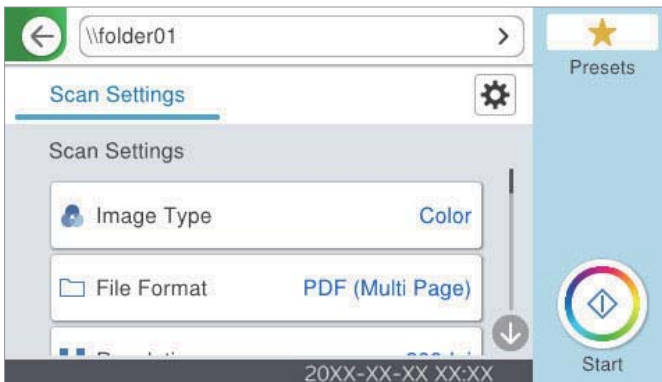 \\folder01
Presets
Scan Settings
Scan Settings
Image Type Color
File Format PDF (Multi Page)
20XX-XX-XX XX:XX
Start